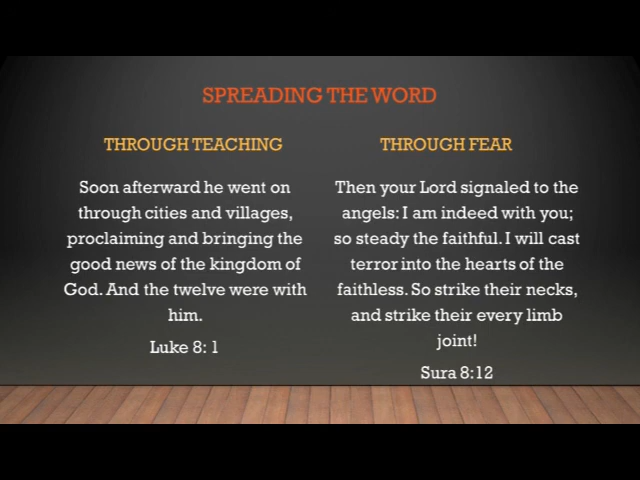 SPREADING THE WORD
THROUGH TEACHING
Soon afterward he went on
through cities and villages,
proclaiming and bringing the
good news of the kingdom of
God. And the twelve were with
him.
Luke 8: 1
THROUGH FEAR
Then your Lord signaled to the
angels: I am indeed with you;
so steady the faithful. I will cast
terror into the hearts of the
faithless. So strike their necks,
and strike their every limb
joint!
Sura 8:12